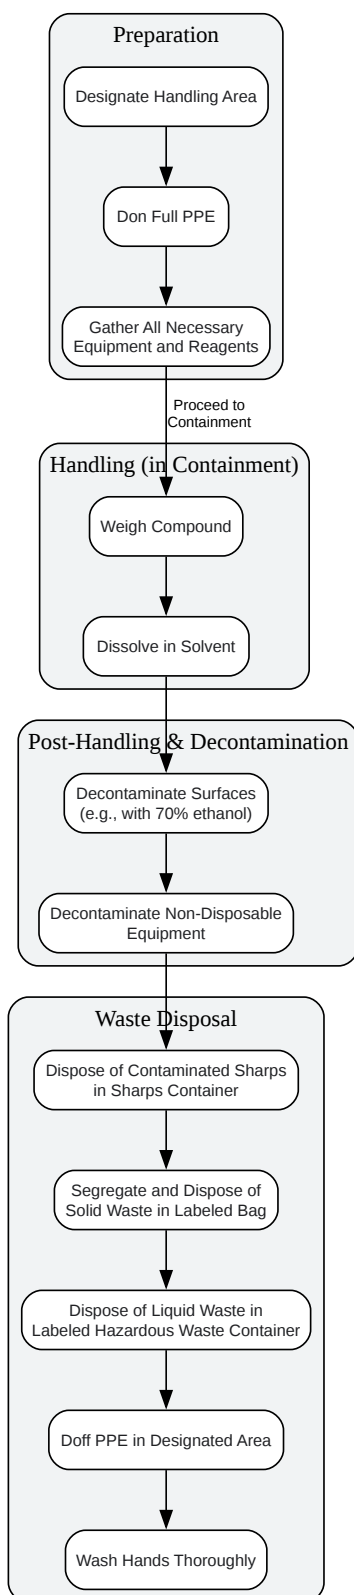 Preparation
Designate Handling Area
Don Full PPE
Gather All Necessary
Equipment and Reagents
Proceed to
Containment
Handling (in Containment)
Weigh Compound
Dissolve in Solvent
Post-Handling & Decontamination
Decontaminate Surfaces
(e.g., with 70% ethanol)
Decontaminate Non-Disposable
Equipment
Waste Disposal
Dispose of Contaminated Sharps
in Sharps Container
Segregate and Dispose of
Solid Waste in Labeled Bag
Dispose of Liquid Waste in
Labeled Hazardous Waste Container
Doff PPE in Designated Area
Wash Hands Thoroughly